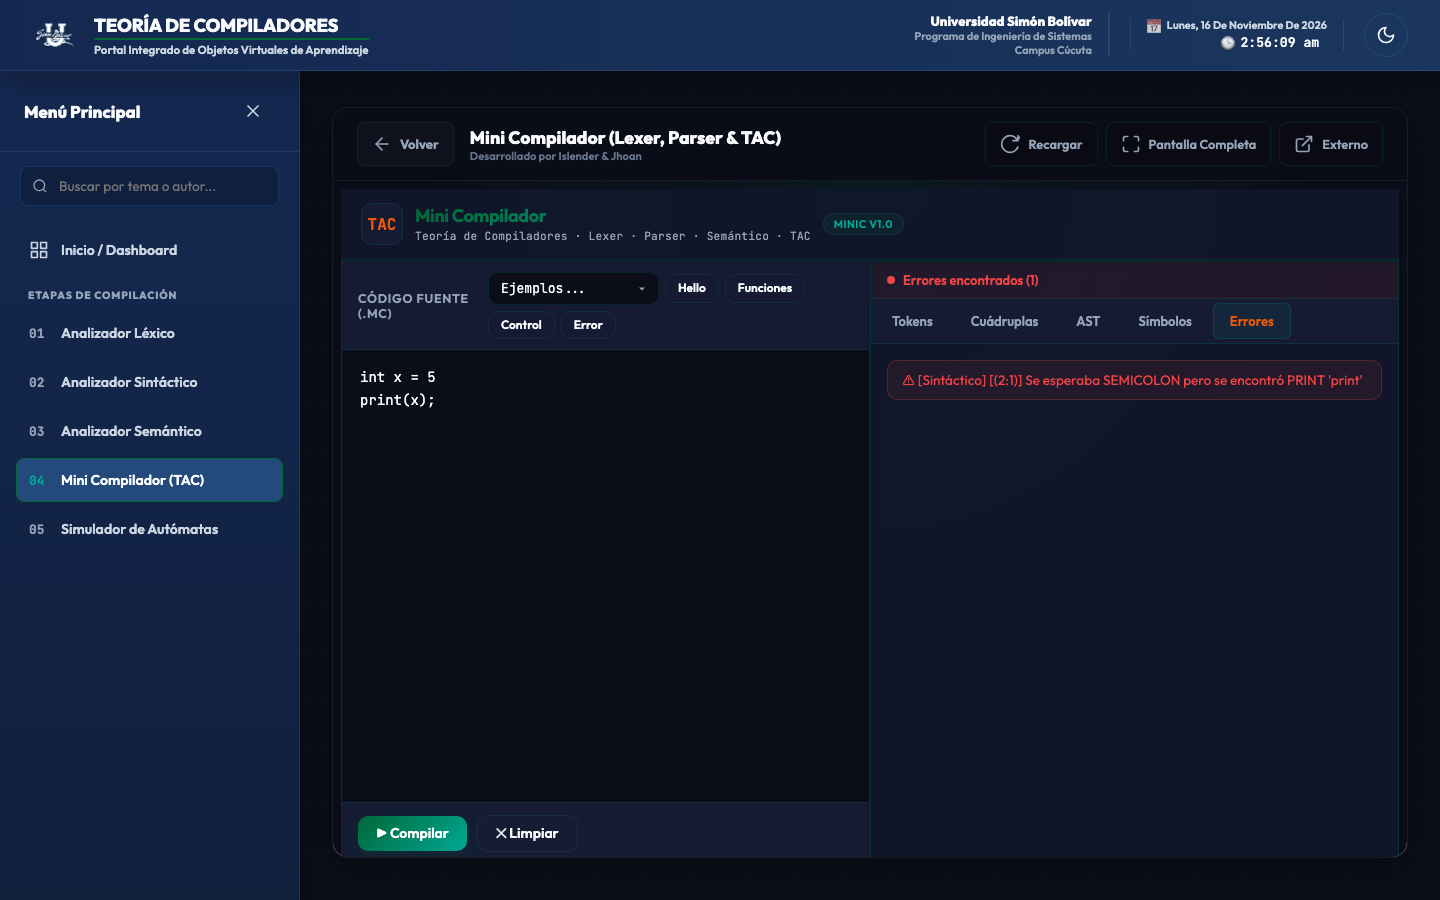 TEORÍA DE COMPILADORES
Portal Integrado de Objetos Virtuales de Aprendizaje
Universidad Simón Bolívar
Programa de Ingeniería de Sistemas
Campus Cúcuta
Lunes, 16 De Noviembre De 2026
2:56:09 am
Menú Principal
Buscar por tema o autor...
Inicio / Dashboard
ETAPAS DE COMPILACIÓN
01 Analizador Léxico
02 Analizador Sintáctico
03 Analizador Semántico
04 Mini Compilador (TAC)
05 Simulador de Autómatas
Volver
Mini Compilador (Lexer, Parser & TAC)
Desarrollado por Islender & Jhoan
Recargar
Pantalla Completa
Externo
TAC
Mini Compilador
Teoría de Compiladores · Lexer · Parser · Semántico · TAC
MINIC V1.0
CÓDIGO FUENTE
(.MC)
Ejemplos...
Hello
Funciones
Control
Error
int x = 5
print(x);
Compilar
Limpiar
Errores encontrados (1)
Tokens
Cuádruplas
AST
Símbolos
Errores
⚠ [Sintáctico] [(2:1)] Se esperaba SEMICOLON pero se encontró PRINT 'print'